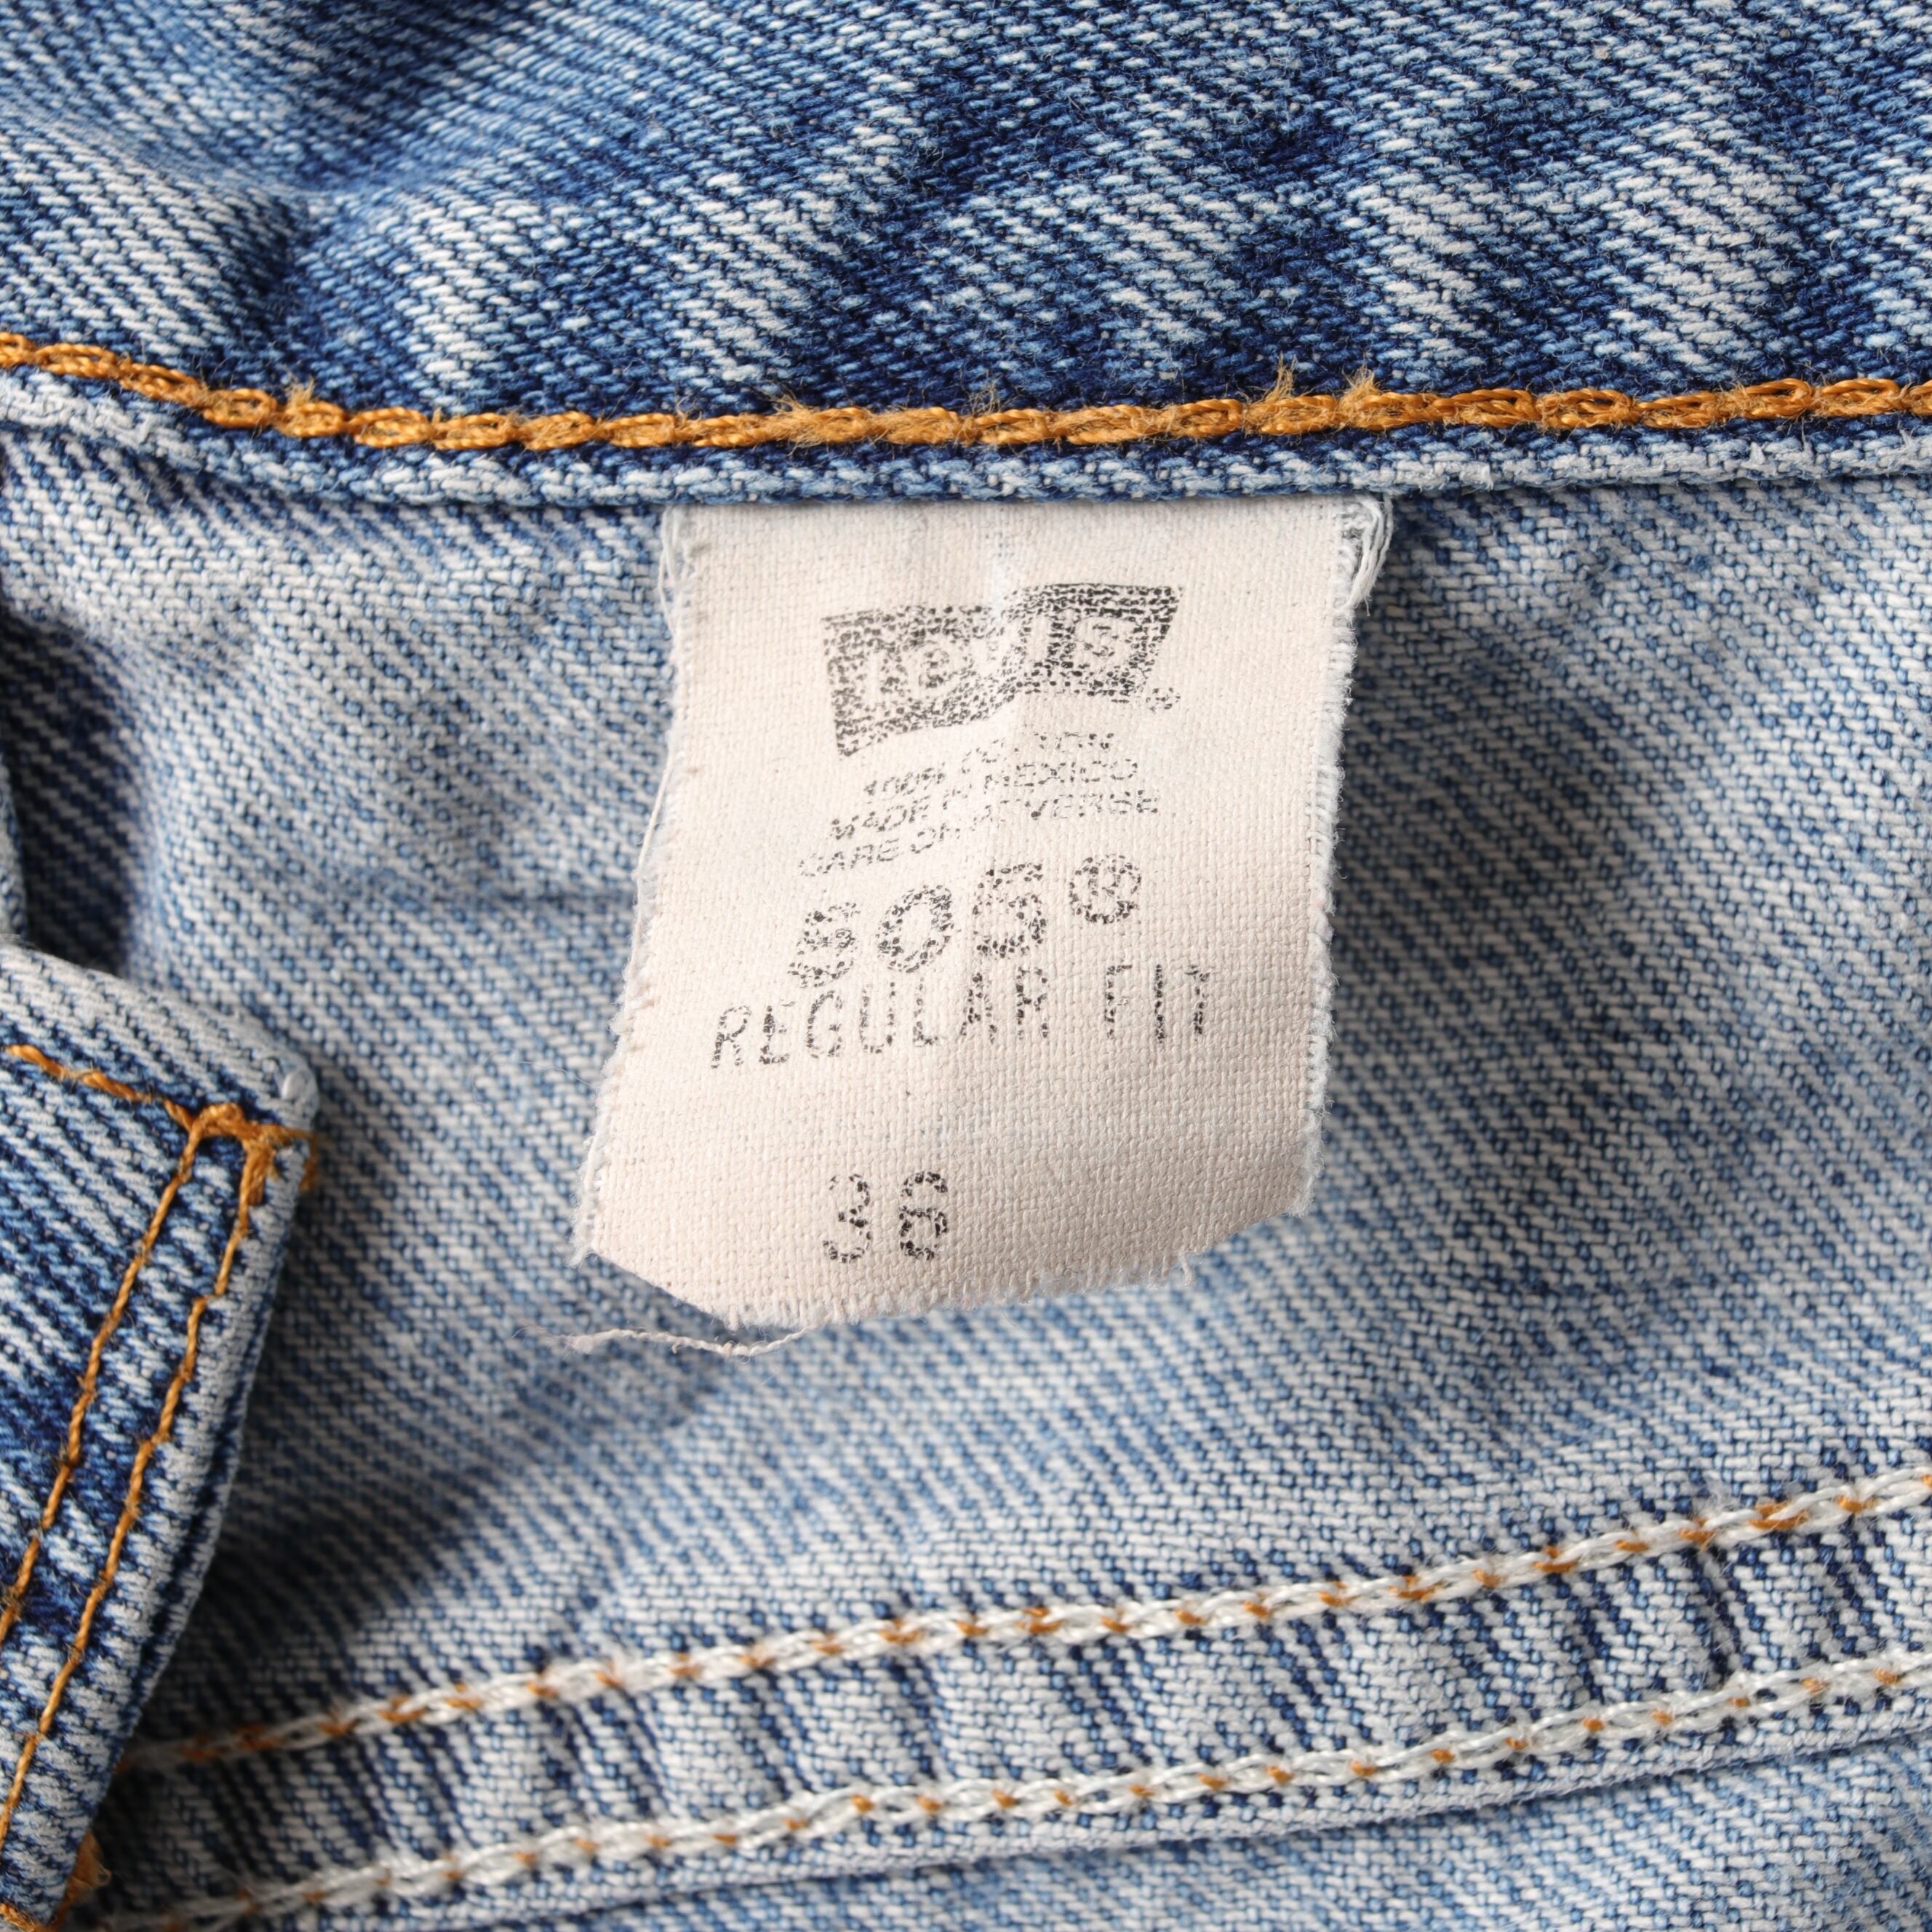 Levi's®
100% COTTON
MADE IN MEXICO
CARE ON REVERSE
505®
REGULAR FIT
36